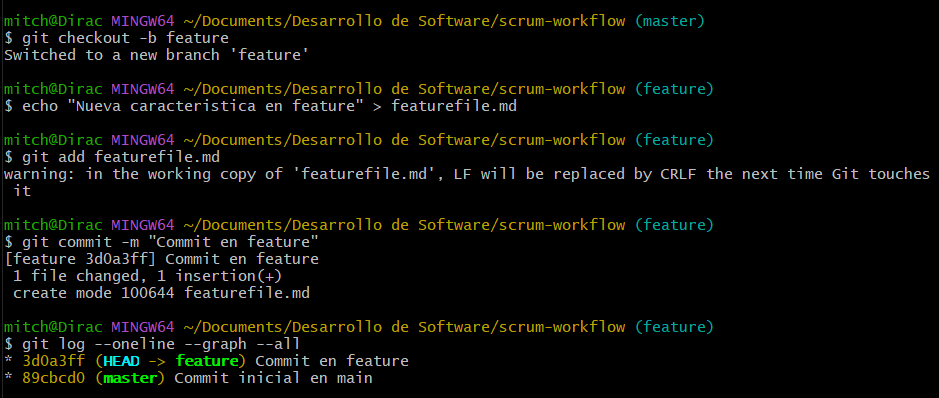 mitch@Dirac MINGW64 ~/Documents/Desarrollo de Software/scrum-workflow (master)
$ git checkout -b feature
Switched to a new branch 'feature'
mitch@Dirac MINGW64 ~/Documents/Desarrollo de Software/scrum-workflow (feature)
$ echo "Nueva caracteristica en feature" > featurefile.md
mitch@Dirac MINGW64 ~/Documents/Desarrollo de Software/scrum-workflow (feature)
$ git add featurefile.md
warning: in the working copy of 'featurefile.md', LF will be replaced by CRLF the next time Git touches
 it
mitch@Dirac MINGW64 ~/Documents/Desarrollo de Software/scrum-workflow (feature)
$ git commit -m "Commit en feature"
[feature 3d0a3ff] Commit en feature
 1 file changed, 1 insertion(+)
 create mode 100644 featurefile.md
mitch@Dirac MINGW64 ~/Documents/Desarrollo de Software/scrum-workflow (feature)
$ git log --oneline --graph --all
* 3d0a3ff (HEAD -> feature) Commit en feature
* 89cbcd0 (master) Commit inicial en main